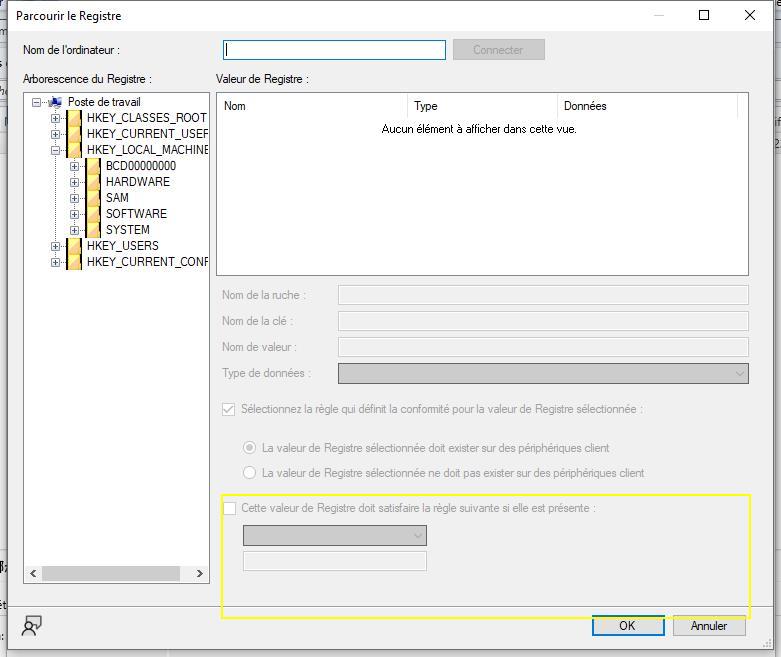 Parcourir le Registre
Nom de l'ordinateur :
Connecter
Arborescence du Registre :
Valeur de Registre :
Poste de travail
HKEY_CLASSES_ROOT
HKEY_CURRENT_USER
HKEY_LOCAL_MACHINE
BCD00000000
HARDWARE
SAM
SOFTWARE
SYSTEM
HKEY_USERS
HKEY_CURRENT_CONF
Nom Type Données
Aucun élément à afficher dans cette vue.
Nom de la ruche :
Nom de la clé :
Nom de valeur :
Type de données :
Sélectionnez la règle qui définit la conformité pour la valeur de Registre sélectionnée :
La valeur de Registre sélectionnée doit exister sur des périphériques client
La valeur de Registre sélectionnée ne doit pas exister sur des périphériques client
Cette valeur de Registre doit satisfaire la règle suivante si elle est présente :
OK
Annuler